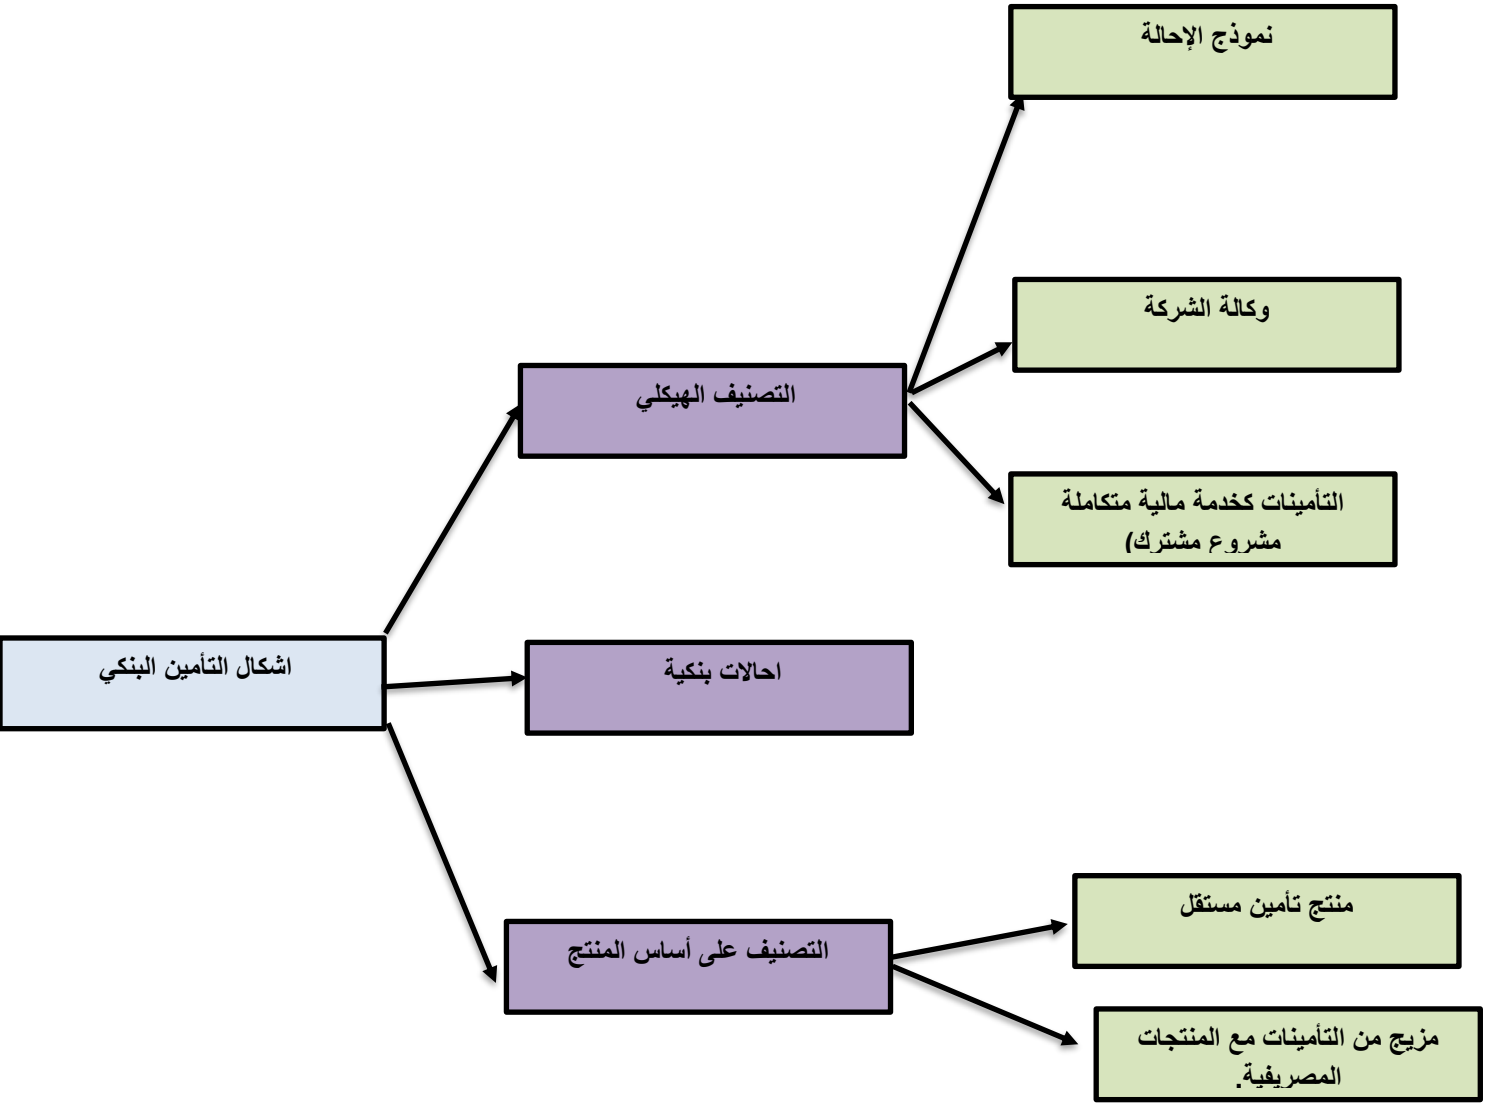 نموذج الإحالة
وكالة الشركة
التصنيف الهيكلي
التأمينات كخدمة مالية متكاملة
مشروع مشترك)
اشكال التأمين البنكي
احالات بنكية
منتج تأمين مستقل
التصنيف على أساس المنتج
مزيج من التأمينات مع المنتجات
المصريفية.